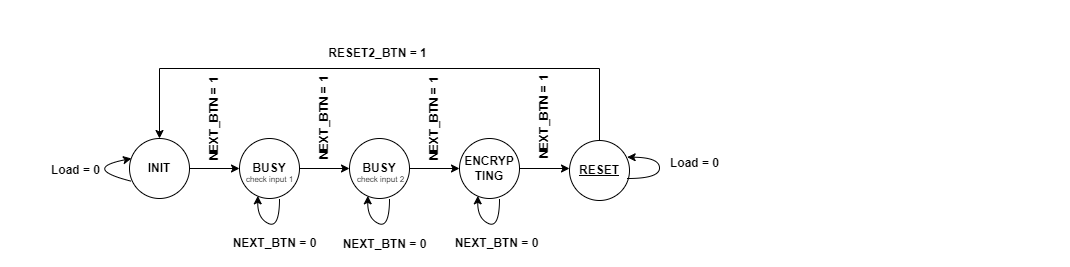 RESET2_BTN = 1
NEXT_BTN = 1
NEXT_BTN = 1
NEXT_BTN = 1
NEXT_BTN = 1
Load = 0
INIT
BUSY
check input 1
BUSY
check input 2
ENCRYP
TING
RESET
Load = 0
NEXT_BTN = 0
NEXT_BTN = 0
NEXT_BTN = 0